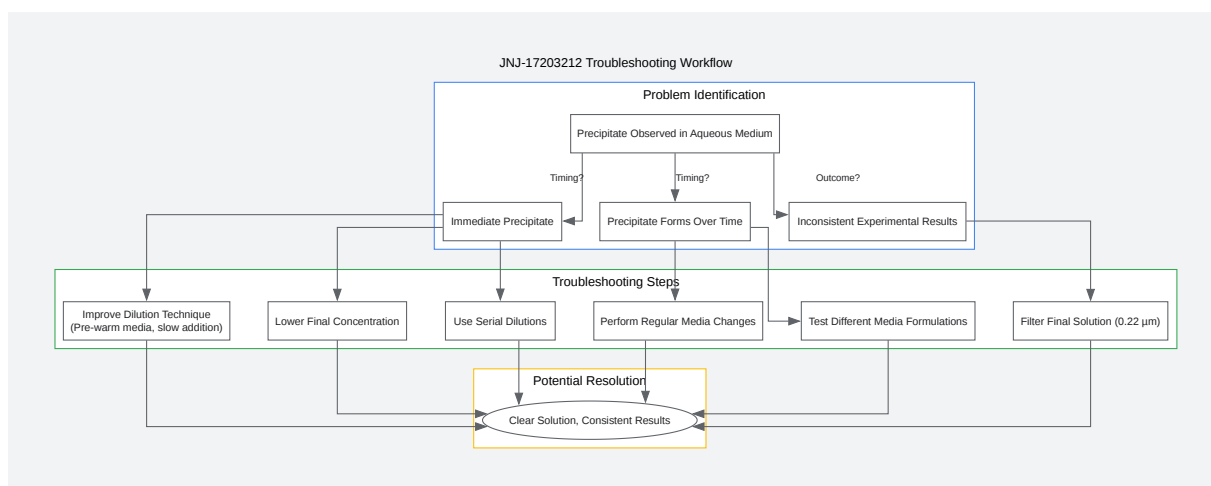 JNJ-17203212 Troubleshooting Workflow
Problem Identification
Precipitate Observed in Aqueous Medium
Timing?
Timing?
Outcome?
Immediate Precipitate
Precipitate Forms Over Time
Inconsistent Experimental Results
Troubleshooting Steps
Improve Dilution Technique
(Pre-warm media, slow addition)
Lower Final Concentration
Use Serial Dilutions
Perform Regular Media Changes
Test Different Media Formulations
Filter Final Solution (0.22 µm)
Potential Resolution
Clear Solution, Consistent Results